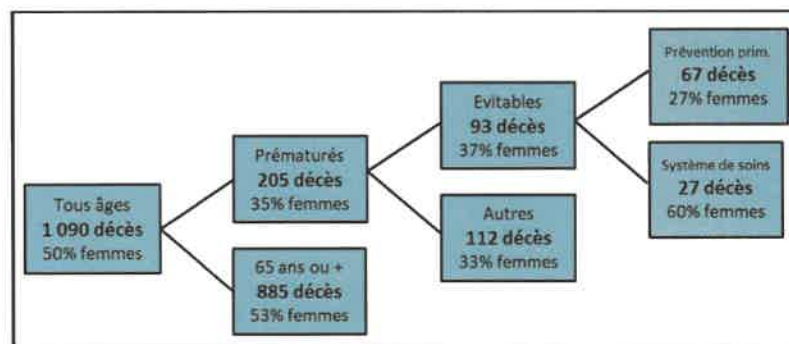 Tous âges
1 090 décès
50% femmes
Prématurés
205 décès
35% femmes
65 ans ou +
885 décès
53% femmes
Evitables
93 décès
37% femmes
Autres
112 décès
33% femmes
Prévention prim.
67 décès
27% femmes
Système de soins
27 décès
60% femmes